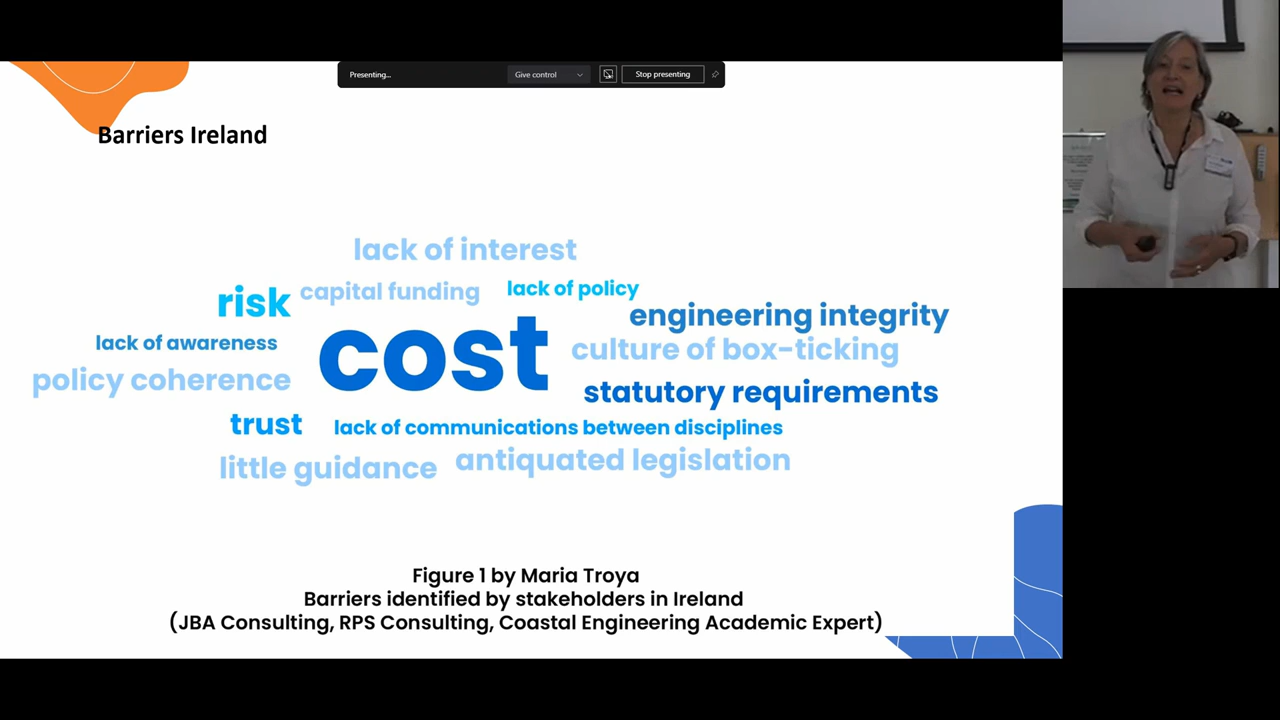 Presenting...
Give control
Stop presenting
Barriers Ireland
lack of interest
risk
capital funding
lack of policy
engineering integrity
lack of awareness
cost
culture of box-ticking
policy coherence
statutory requirements
trust
lack of communications between disciplines
little guidance
antiquated legislation
Figure 1 by Maria Troya
Barriers identified by stakeholders in Ireland
(JBA Consulting, RPS Consulting, Coastal Engineering Academic Expert)